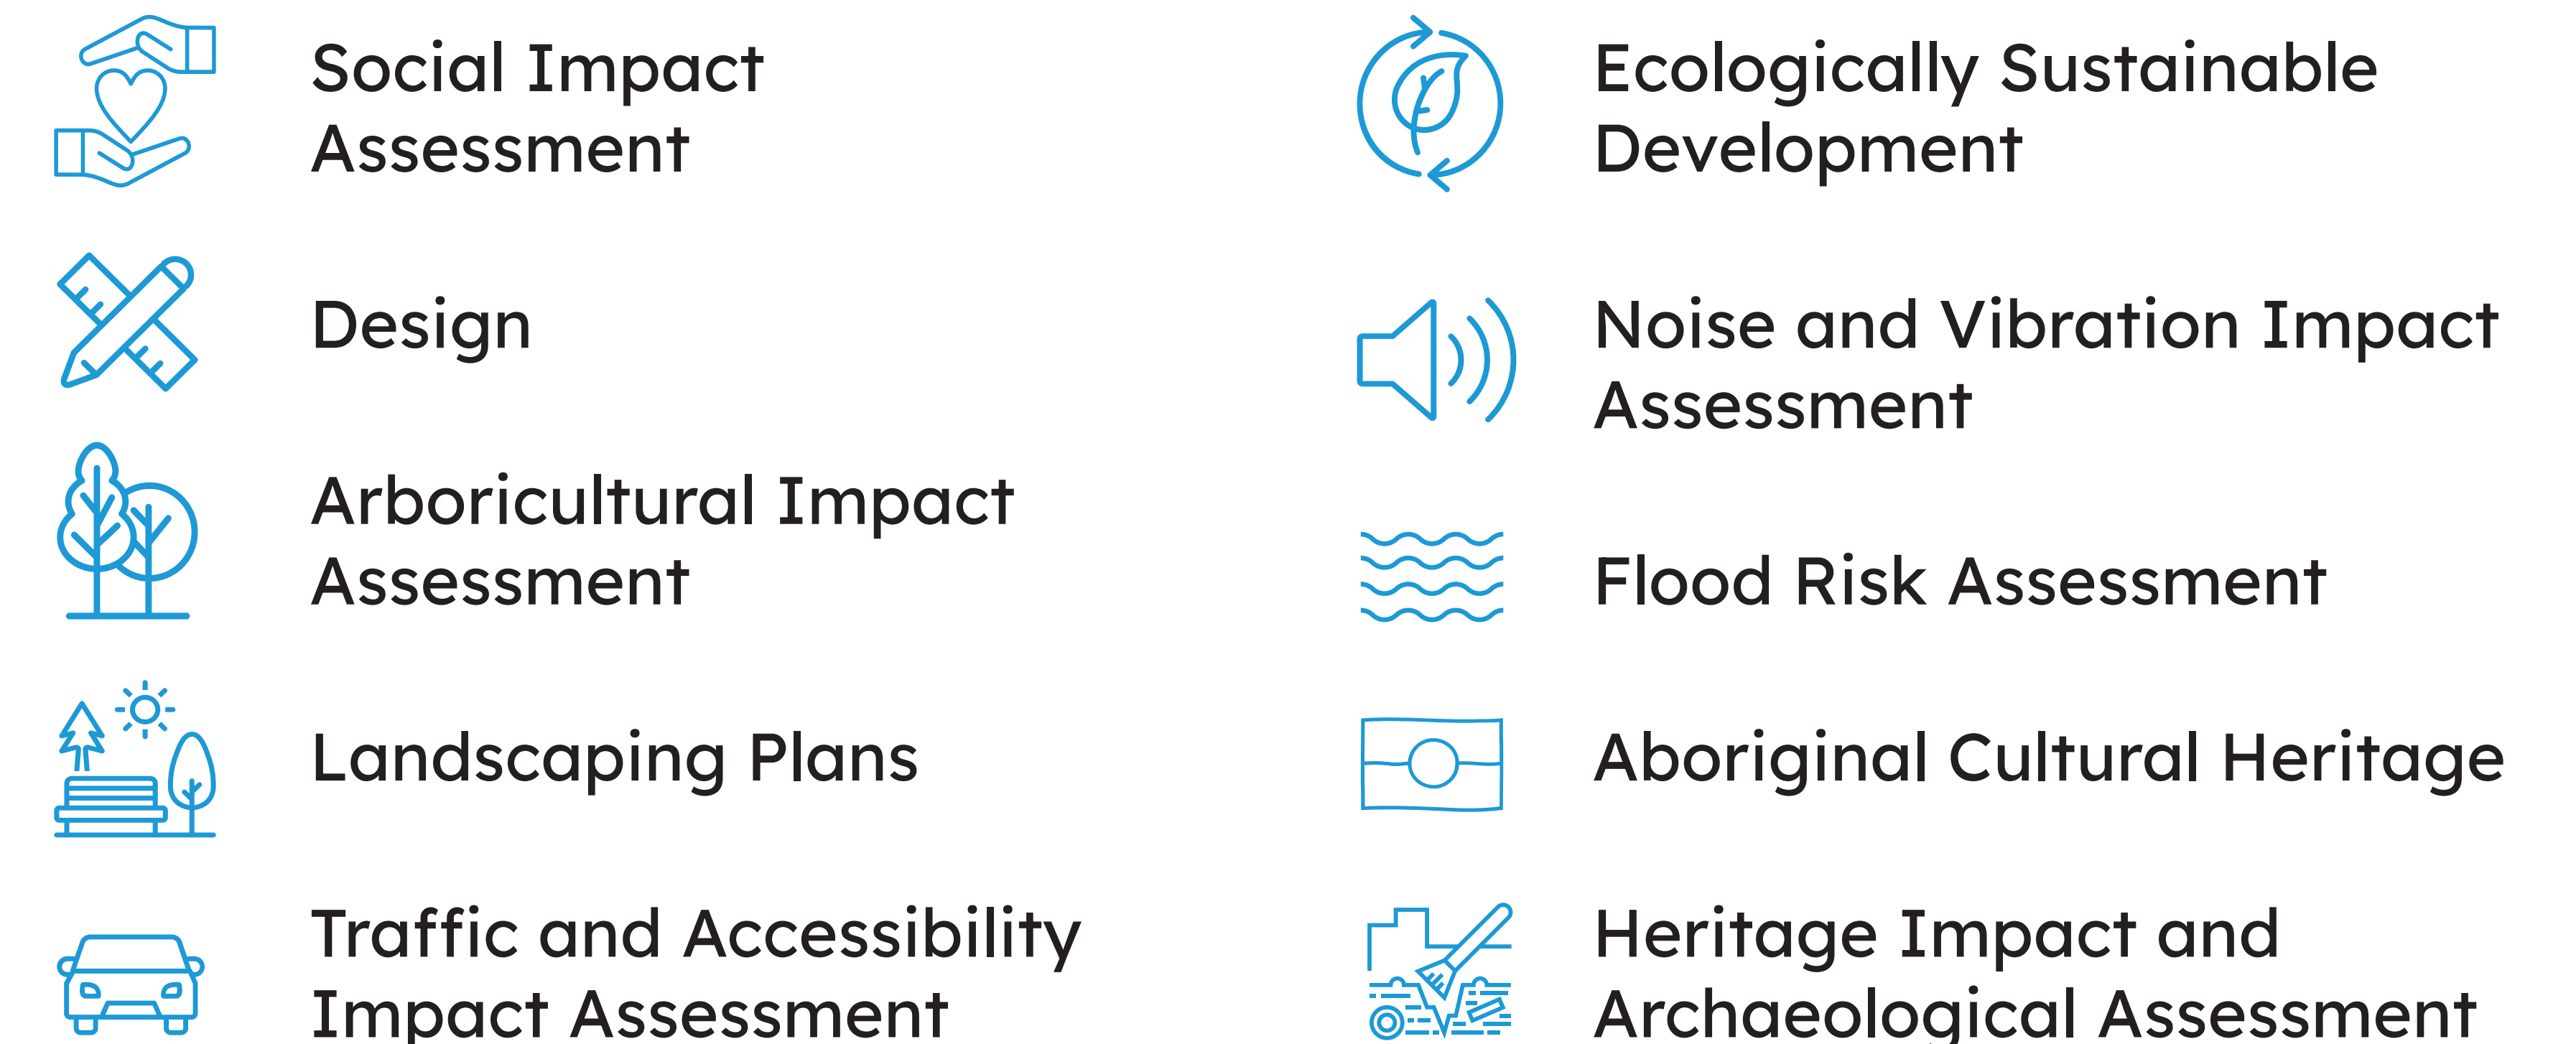 Social Impact
Assessment
Design
Arboricultural Impact
Assessment
Landscaping Plans
Traffic and Accessibility
Impact Assessment
Ecologically Sustainable
Development
Noise and Vibration Impact
Assessment
Flood Risk Assessment
Aboriginal Cultural Heritage
Heritage Impact and
Archaeological Assessment